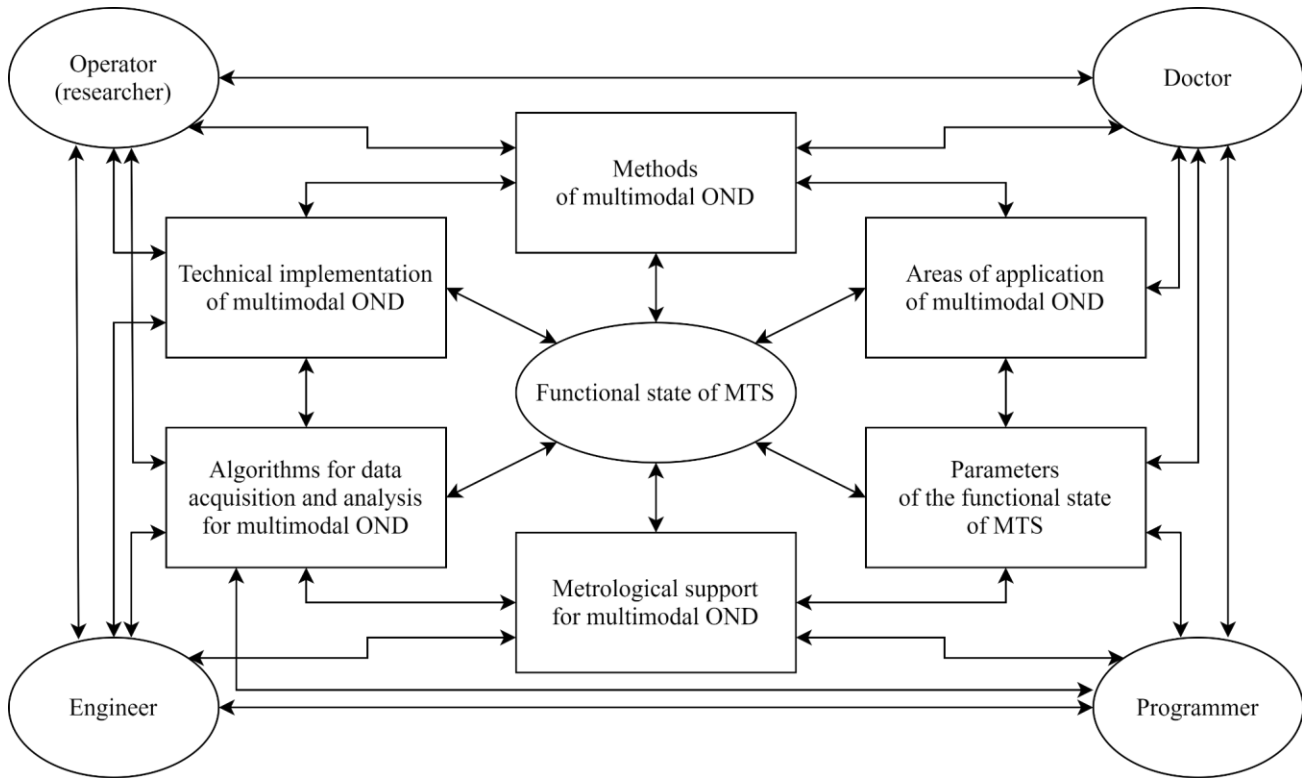 Operator
(researcher)
Doctor
Methods
of multimodal OND
Technical implementation
of multimodal OND
Areas of application
of multimodal OND
Functional state of MTS
Algorithms for data
acquisition and analysis
for multimodal OND
Parameters
of the functional state
of MTS
Metrological support
for multimodal OND
Engineer
Programmer